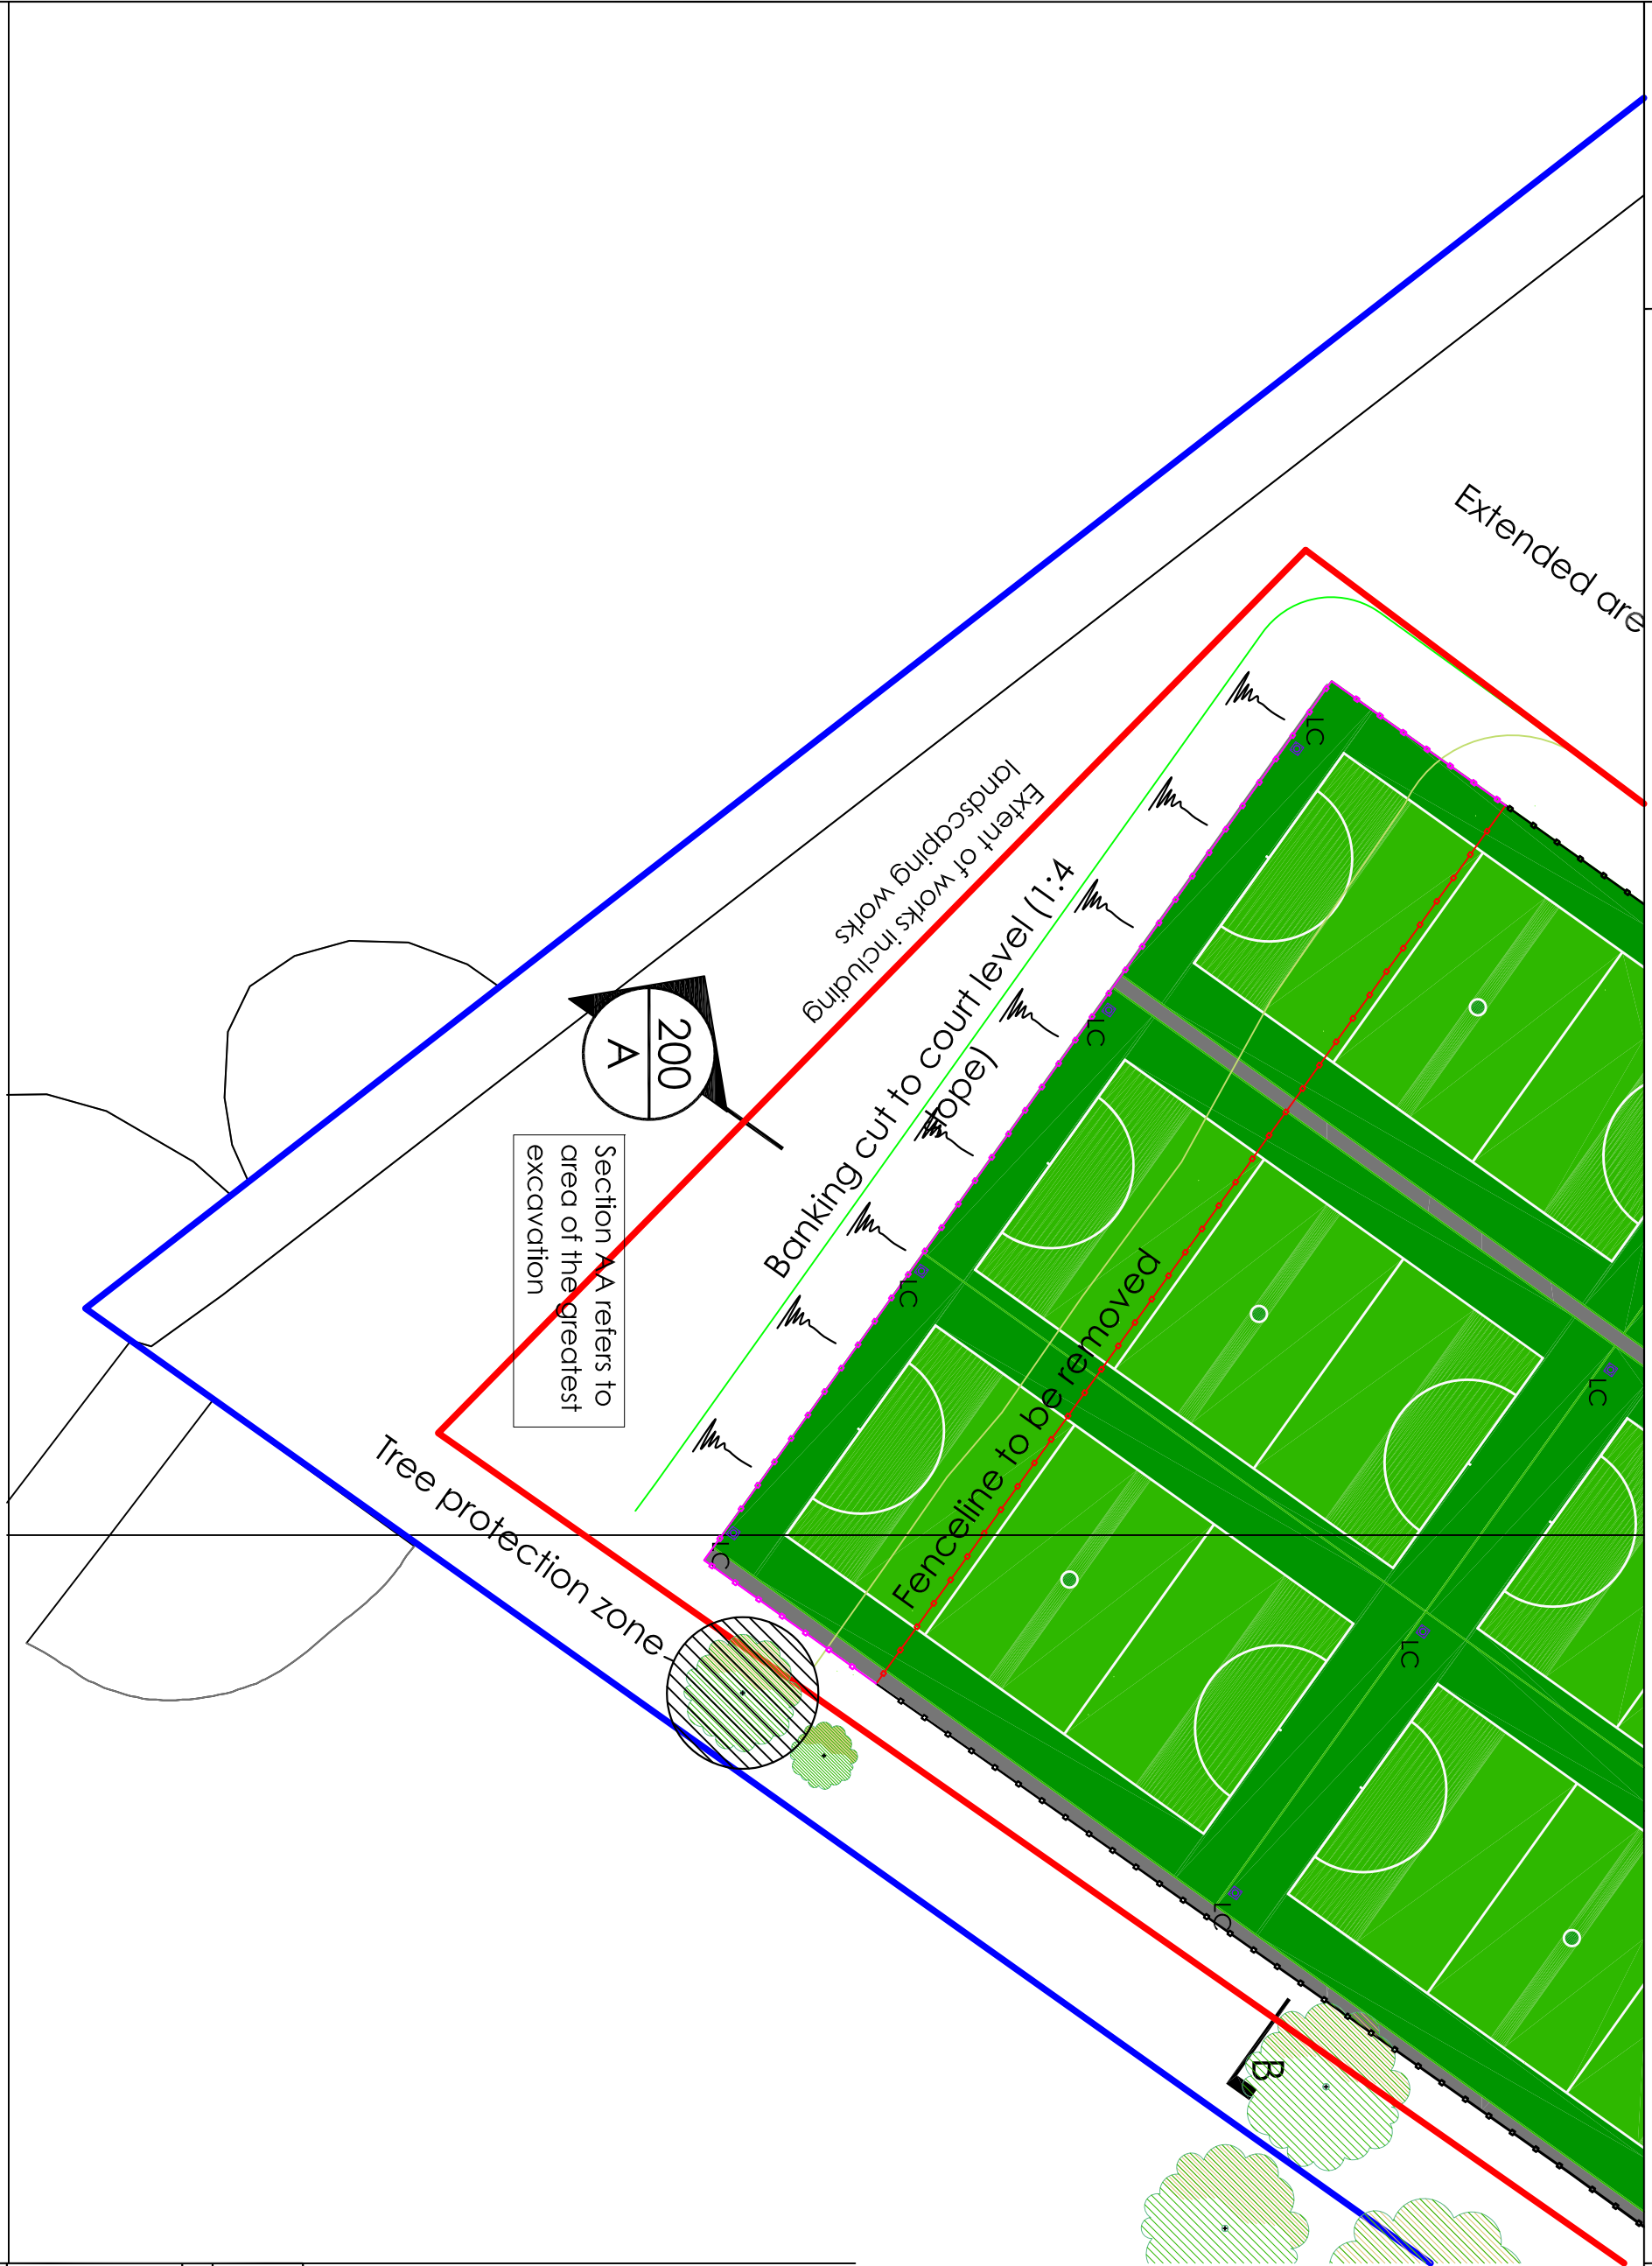 Extended are
LC
Extent of works including
landscaping works
Banking cut to court level (1:4
lope)
LC
200
A
Section AA refers to
area of the greatest
excavation
LC
Fenceline to be removed
LC
Tree protection zone
LC
LC
LC
B